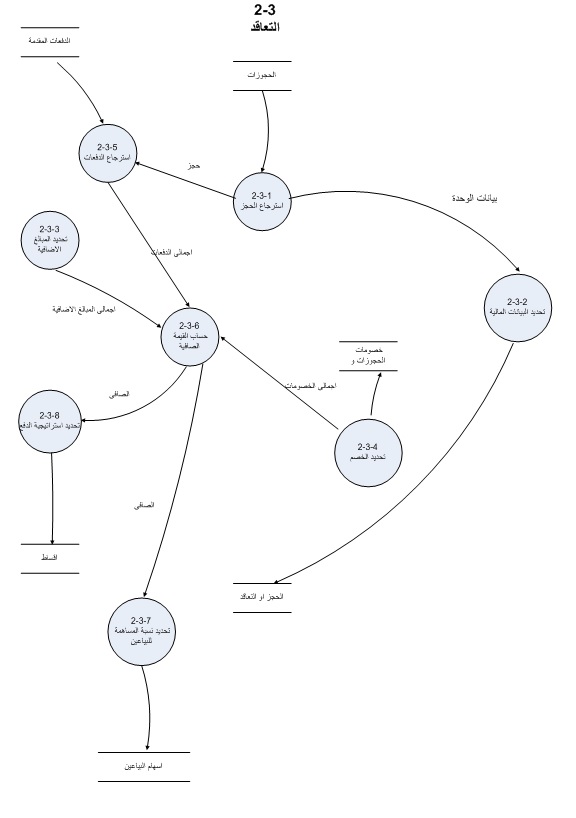 2-3
التعاقد
الدفعات المقدمة
الحجوزات
2-3-5
استرجاع الدفعات
حجز
2-3-1
استرجاع الحجز
بيانات الوحدة
2-3-3
تحديد المبالغ
الاضافية
اجمالى الدفعات
2-3-2
تحديد البيانات المالية
اجمالى المبالغ الاضافية
2-3-6
حساب القيمة
الصافية
خصومات
الحجوزات و
اجمالى الخصومات
الصافى
2-3-8
تحديد استراتيجية الدفع
2-3-4
تحديد الخصم
الصافى
اقساط
الحجز او التعاقد
2-3-7
تحديد نسبة المساهمة
للبياعين
اسهام البياعين